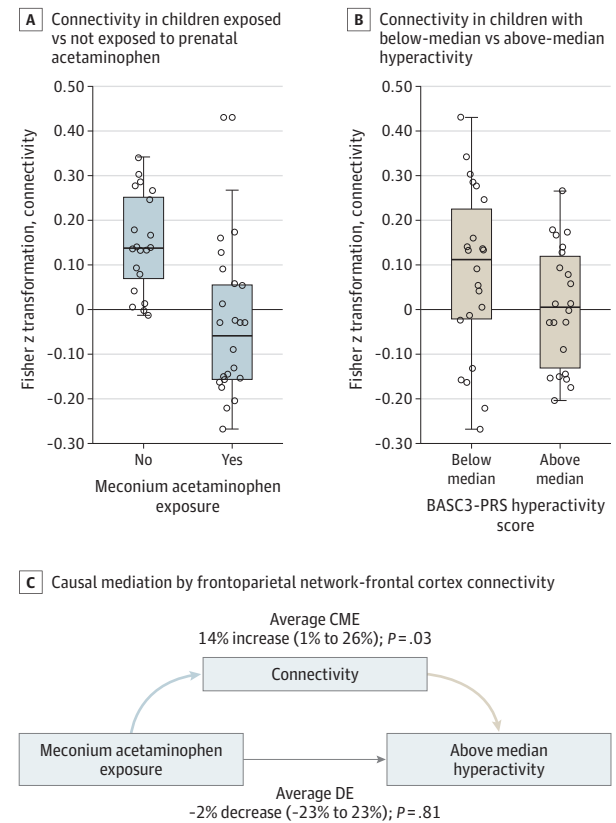 A Connectivity in children exposed
vs not exposed to prenatal
acetaminophen
0.50
0.40
0.30
0.20
0.10
0
-0.10
-0.20
-0.30
Fisher z transformation, connectivity
No Yes
Meconium acetaminophen
exposure
B Connectivity in children with
below-median vs above-median
hyperactivity
0.50
0.40
0.30
0.20
0.10
0
-0.10
-0.20
-0.30
Fisher z transformation, connectivity
Below
median
Above
median
BASC3-PRS hyperactivity
score
C Causal mediation by frontoparietal network-frontal cortex connectivity
Average CME
14% increase (1% to 26%); P = .03
Connectivity
Meconium acetaminophen
exposure
Above median
hyperactivity
Average DE
-2% decrease (-23% to 23%); P = .81